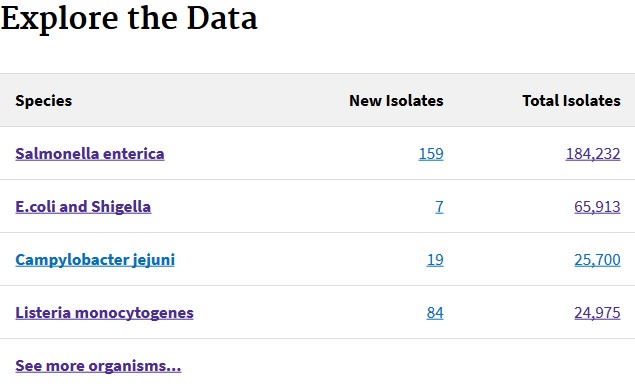 Explore the Data
Species New Isolates Total Isolates
Salmonella enterica 159 184,232
E.coli and Shigella 7 65,913
Campylobacter jejuni 19 25,700
Listeria monocytogenes 84 24,975
See more organisms...